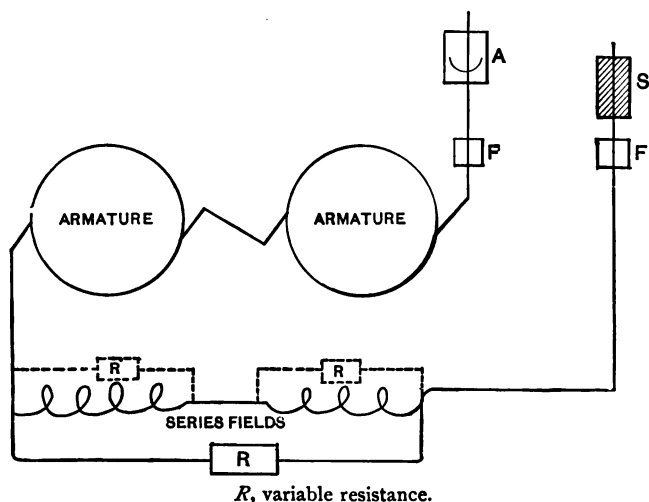 A
S
P
F
ARMATURE
ARMATURE
R
R
SERIES FIELDS
R
R, variable resistance.